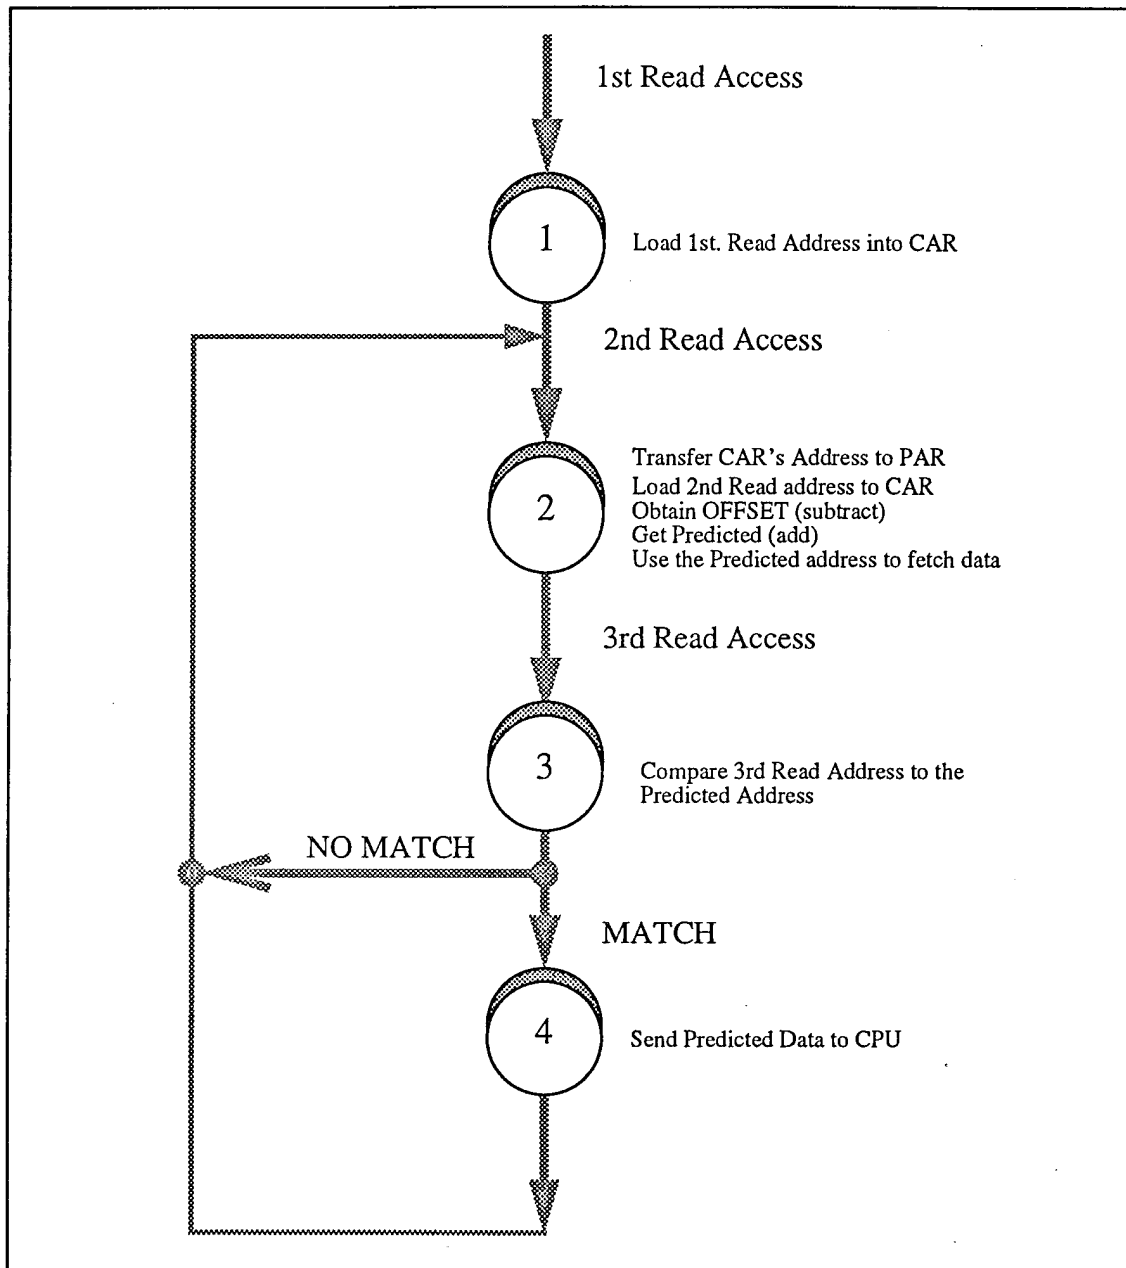 1st Read Access
1
Load 1st. Read Address into CAR
2nd Read Access
2
Transfer CAR's Address to PAR
Load 2nd Read address to CAR
Obtain OFFSET (subtract)
Get Predicted (add)
Use the Predicted address to fetch data
3rd Read Access
3
Compare 3rd Read Address to the
Predicted Address
NO MATCH
MATCH
4
Send Predicted Data to CPU